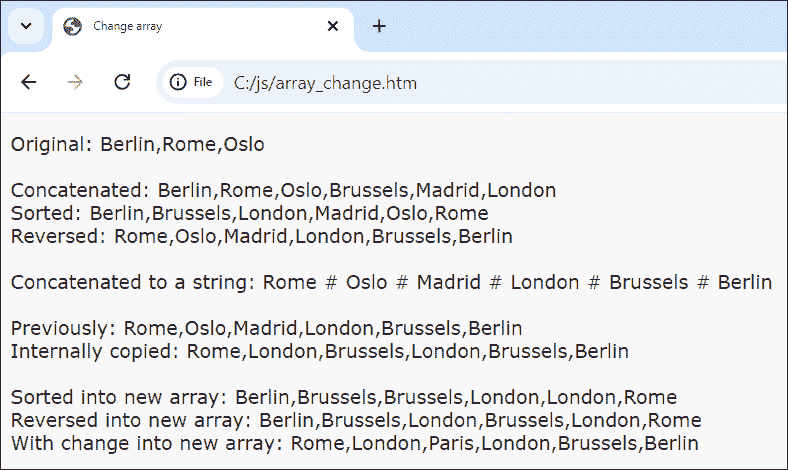 Change array
File C:/js/array_change.htm
Original: Berlin,Rome,Oslo
Concatenated: Berlin,Rome,Oslo,Brussels,Madrid,London
Sorted: Berlin,Brussels,London,Madrid,Oslo,Rome
Reversed: Rome,Oslo,Madrid,London,Brussels,Berlin
Concatenated to a string: Rome # Oslo # Madrid # London # Brussels # Berlin
Previously: Rome,Oslo,Madrid,London,Brussels,Berlin
Internally copied: Rome,London,Brussels,London,Brussels,Berlin
Sorted into new array: Berlin,Brussels,Brussels,London,London,Rome
Reversed into new array: Berlin,Brussels,London,Brussels,London,Rome
With change into new array: Rome,London,Paris,London,Brussels,Berlin